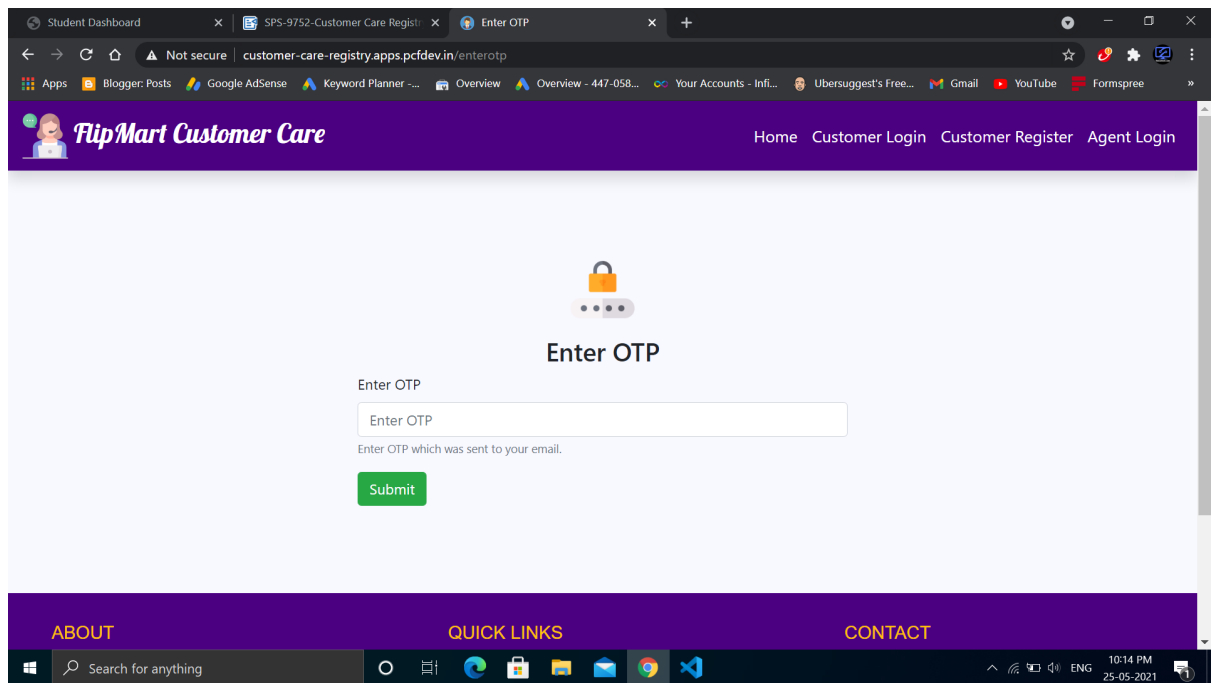 Student Dashboard SPS-9752-Customer Care Registr Enter OTP
Not secure customer-care-registry.apps.pcfdev.in/enterotp
Apps Blogger: Posts Google AdSense Keyword Planner -... Overview Overview - 447-058... Your Accounts - Infi... Ubersuggest's Free... Gmail YouTube Formspree »
FlipMart Customer Care Home Customer Login Customer Register Agent Login
Enter OTP
Enter OTP
Enter OTP
Enter OTP which was sent to your email.
Submit
ABOUT QUICK LINKS CONTACT
Search for anything ENG 10:14 PM
25-05-2021
1